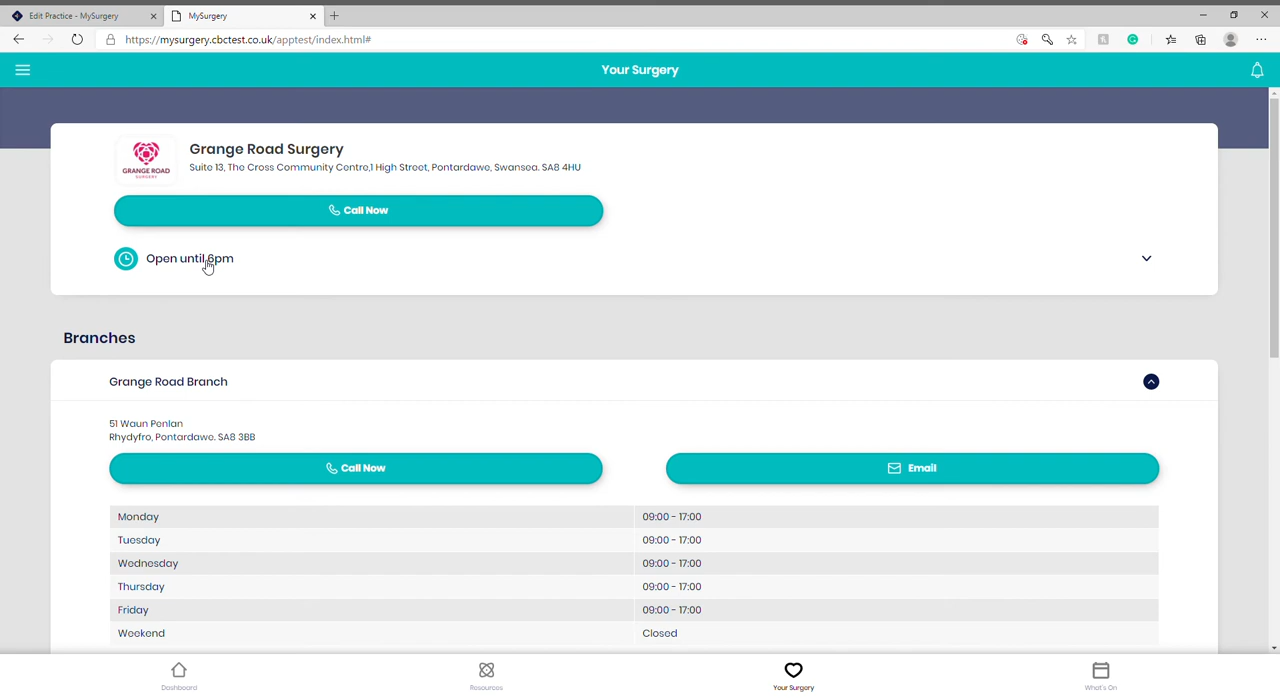 Edit Practice - MySurgery
MySurgery
https://mysurgery.cbctest.co.uk/apptest/index.html#
Your Surgery
GRANGE ROAD
SURGERY
Grange Road Surgery
Suite 13, The Cross Community Centre,1 High Street, Pontardawe, Swansea. SA8 4HU
Call Now
Open until 6pm
Branches
Grange Road Branch
51 Waun Penlan
Rhydyfro, Pontardawe. SA8 3BB
Call Now
Email
Monday 09:00 - 17:00
Tuesday 09:00 - 17:00
Wednesday 09:00 - 17:00
Thursday 09:00 - 17:00
Friday 09:00 - 17:00
Weekend Closed
Dashboard
Resources
Your Surgery
What's On